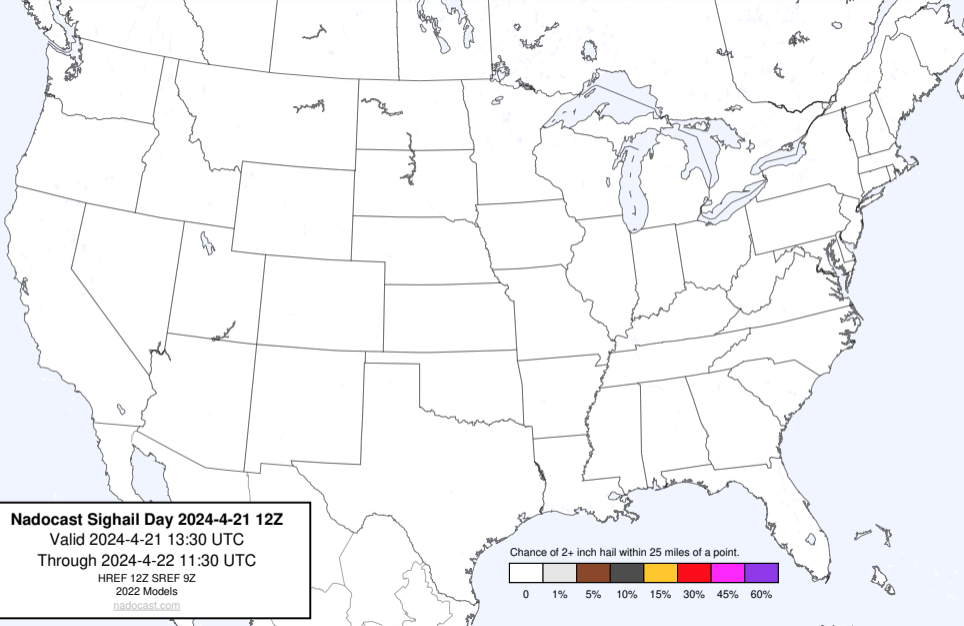 Nadocast Sighail Day 2024-4-21 12Z
Valid 2024-4-21 13:30 UTC
Through 2024-4-22 11:30 UTC
HREF 12Z SREF 9Z
2022 Models
nadocast.com
Chance of 2+ inch hail within 25 miles of a point.
0 1% 5% 10% 15% 30% 45% 60%